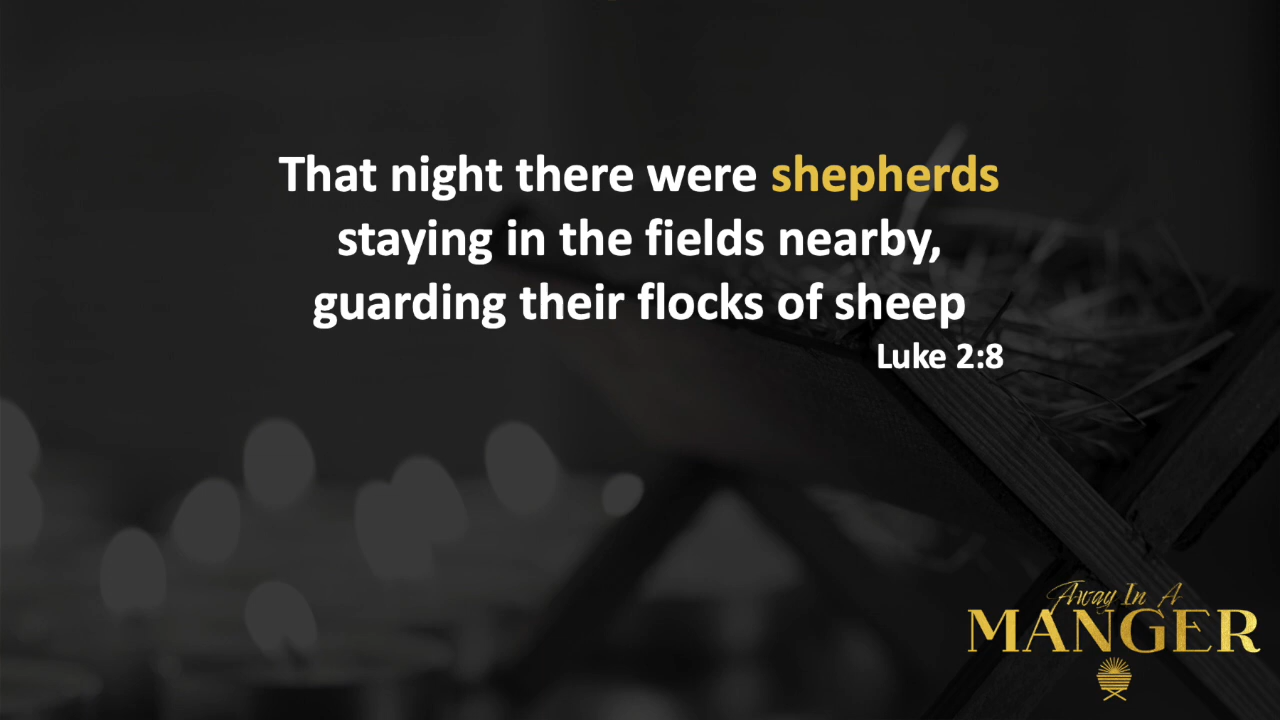 That night there were shepherds
staying in the fields nearby,
guarding their flocks of sheep
Luke 2:8
Away In A
MANGER